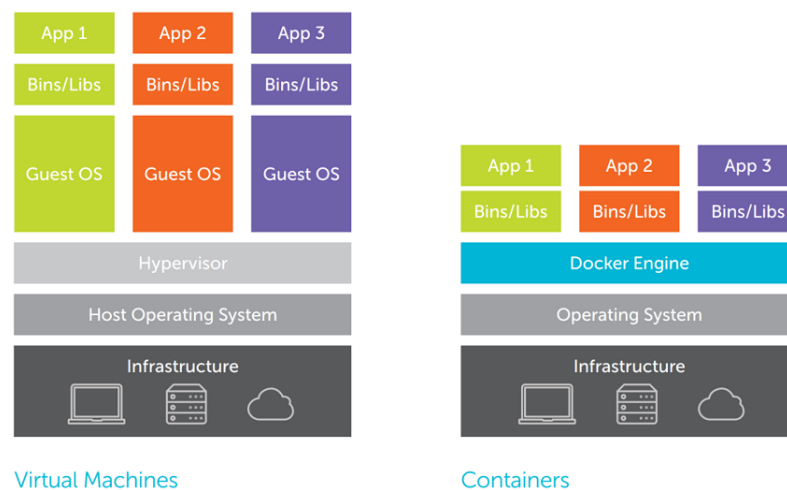 App 1
App 2
App 3
Bins/Libs
Bins/Libs
Bins/Libs
Guest OS
Guest OS
Guest OS
Hypervisor
Host Operating System
Infrastructure
Virtual Machines
App 1
App 2
App 3
Bins/Libs
Bins/Libs
Bins/Libs
Docker Engine
Operating System
Infrastructure
Containers